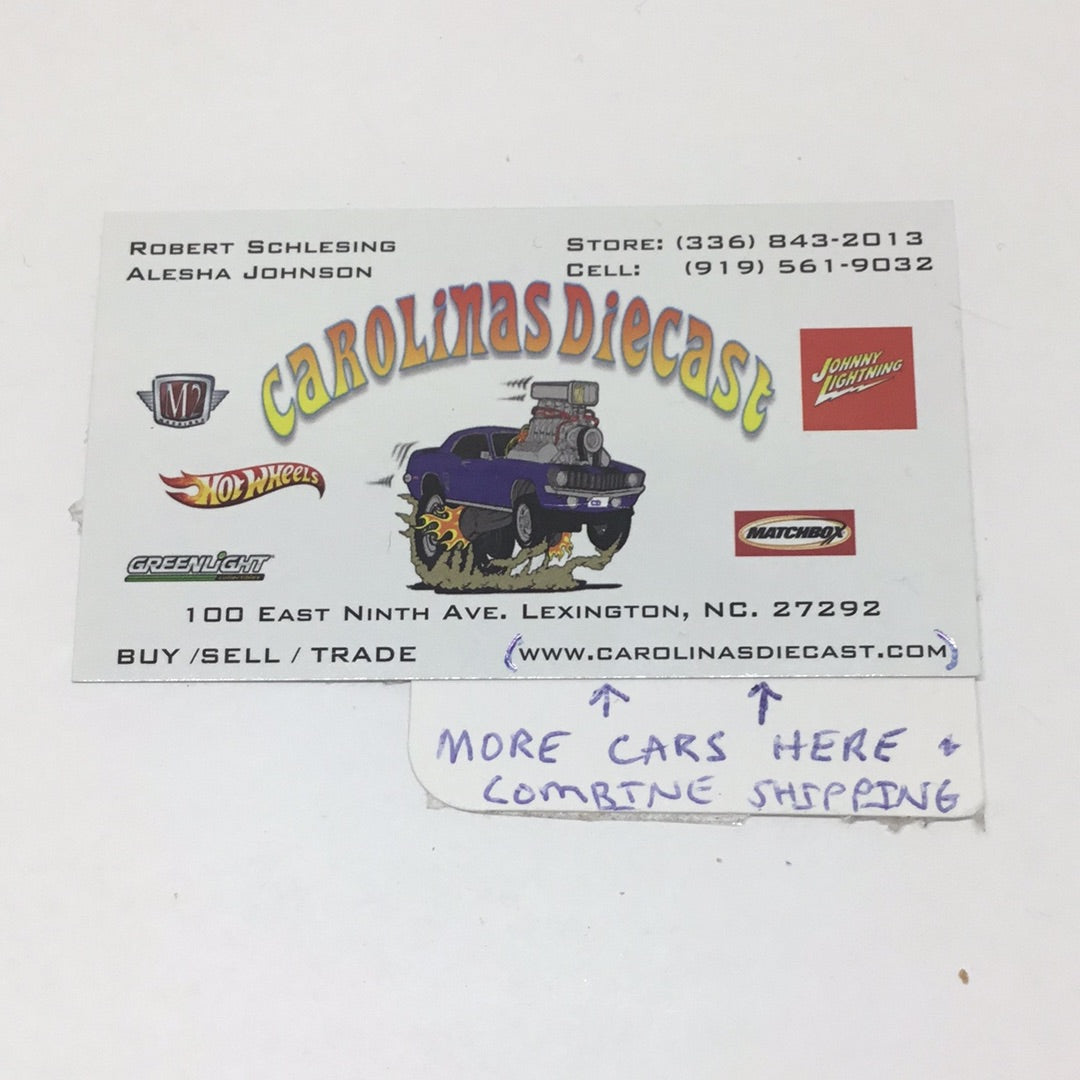 ROBERT SCHLESING
ALESHA JOHNSON
STORE: (336) 843-2013
CELL: (919) 561-9032
CAROLINAS DIECAST
M2
JOHNNY
LIGHTNING
HOT WHEELS
MATCHBOX
GREENLIGHT
100 EAST NINTH AVE. LEXINGTON, NC. 27292
BUY /SELL / TRADE
(WWW.CAROLINASDIECAST.COM)
MORE CARS HERE +
COMBINE SHIPPING